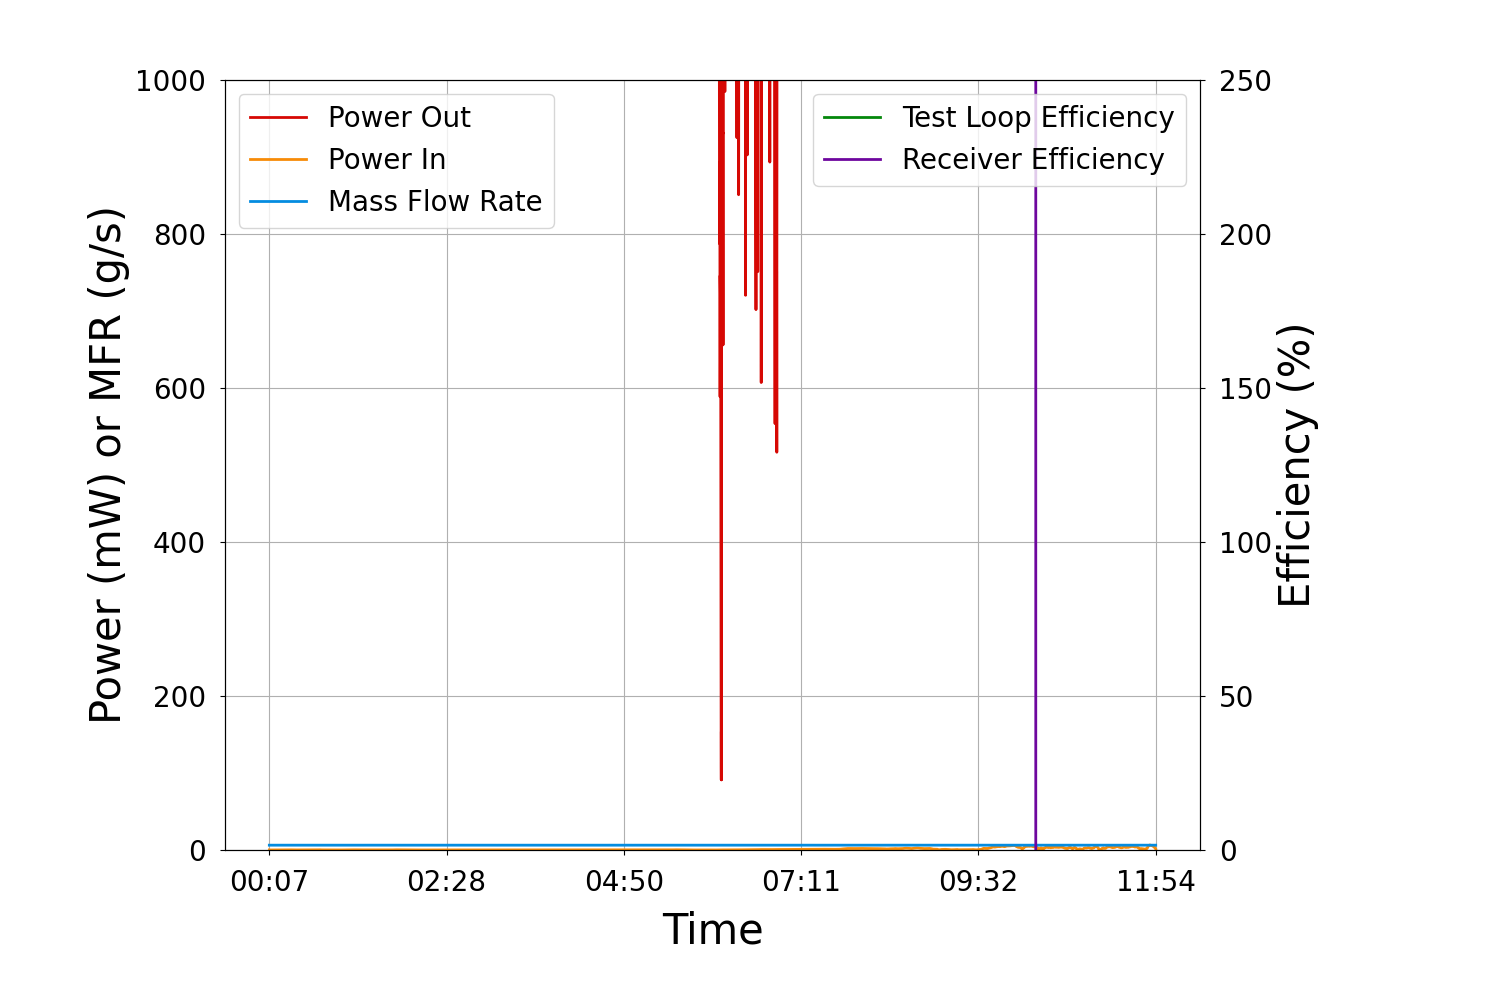 Power Out
Power In
Mass Flow Rate
Test Loop Efficiency
Receiver Efficiency
Power (mW) or MFR (g/s)
1000
800
600
400
200
0
250
200
150
100
50
0
Efficiency (%)
00:07 02:28 04:50 07:11 09:32 11:54
Time